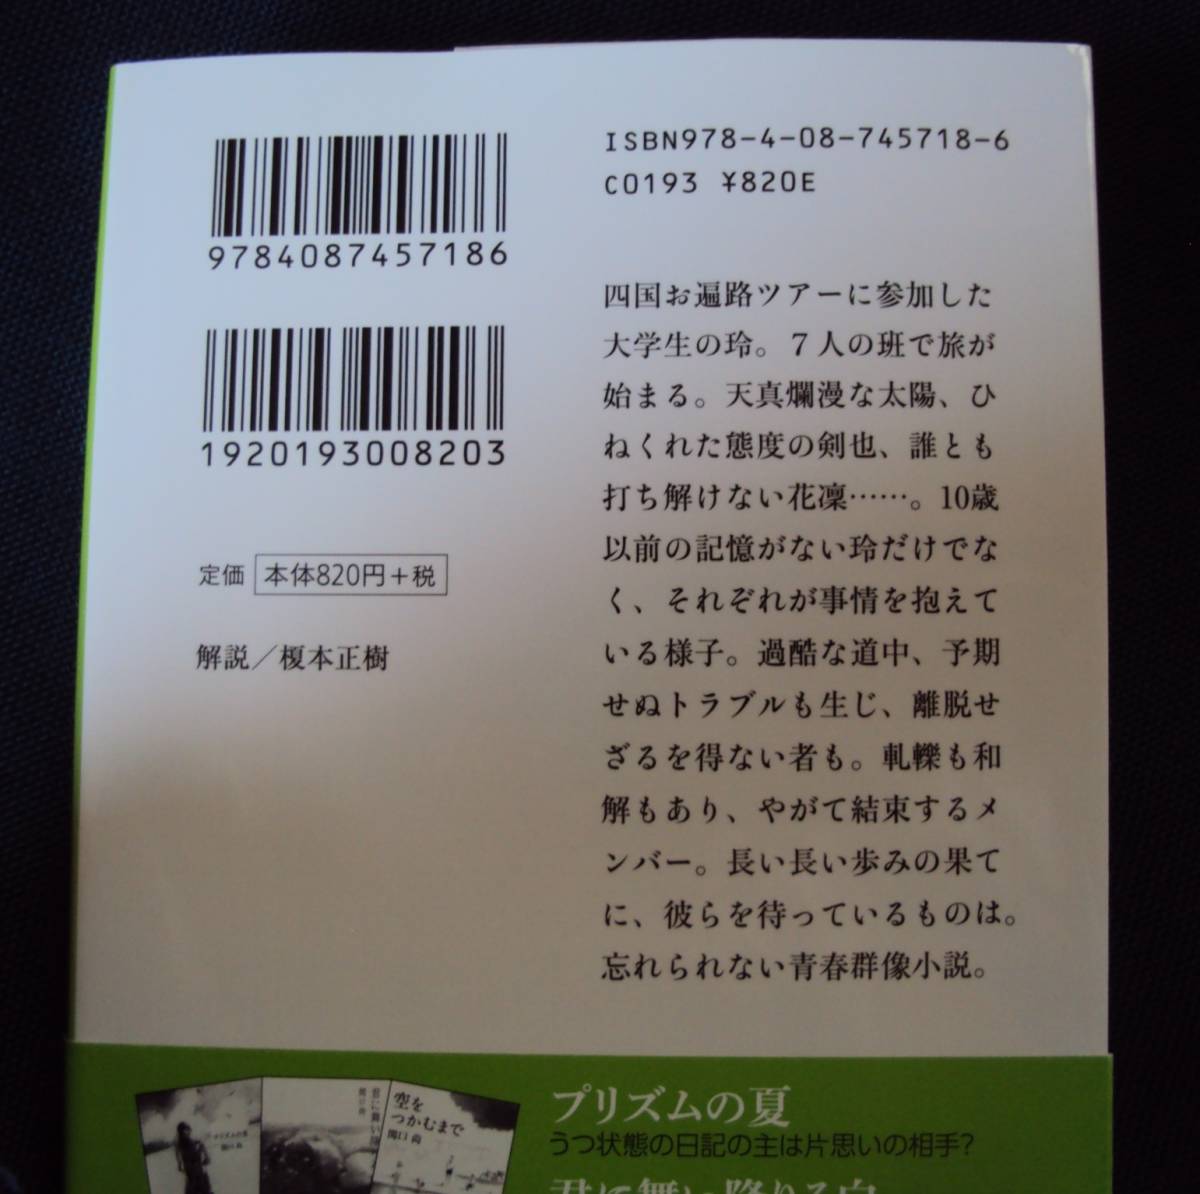 9784087457186
1920193008203
定価 本体820円+税
解説／榎本正樹
ISBN978-4-08-745718-6
C0193 ¥820E
四国お遍路ツアーに参加した
大学生の玲。７人の班で旅が
始まる。天真爛漫な太陽、ひ
ねくれた態度の剣也、誰とも
打ち解けない花凜……。10歳
以前の記憶がない玲だけでな
く、それぞれが事情を抱えて
いる様子。過酷な道中、予期
せぬトラブルも生じ、離脱せ
ざるを得ない者も。軋轢も和
解もあり、やがて結束するメ
ンバー。長い長い歩みの果て
に、彼らを待っているものは。
忘れられない青春群像小説。
空を
つかむまで
関口 尚
プリズムの夏
うつ状態の日記の主は片思いの相手?
君に舞い降りる白